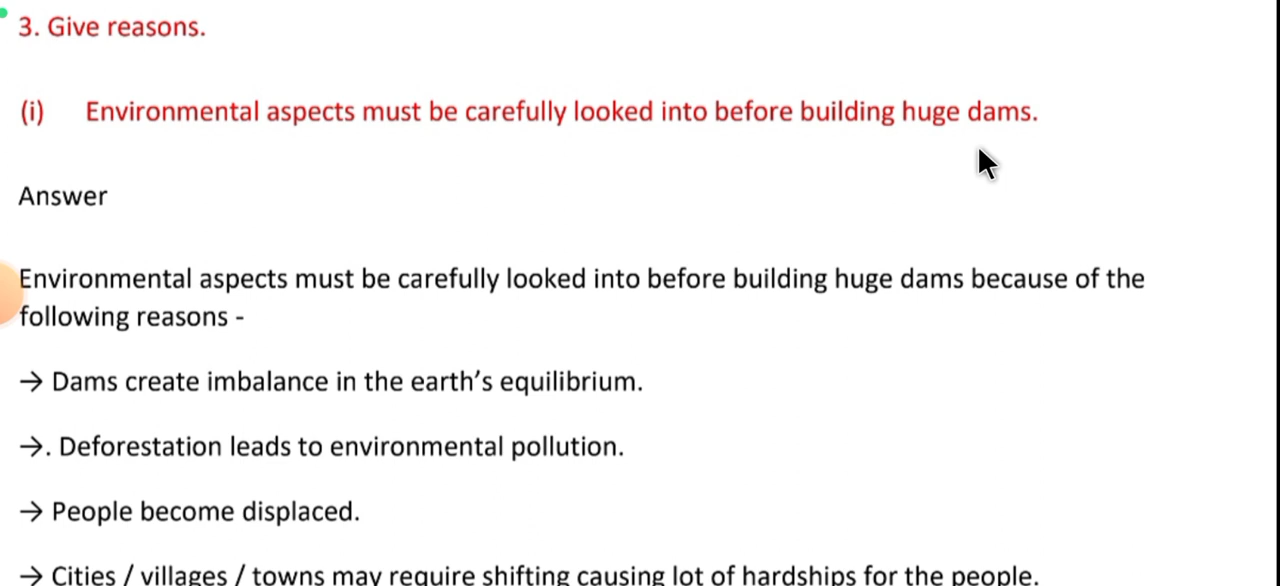 3. Give reasons.
(i) Environmental aspects must be carefully looked into before building huge dams.
Answer
Environmental aspects must be carefully looked into before building huge dams because of the
following reasons -
→ Dams create imbalance in the earth’s equilibrium.
→. Deforestation leads to environmental pollution.
→ People become displaced.
→ Cities / villages / towns may require shifting causing lot of hardships for the people.